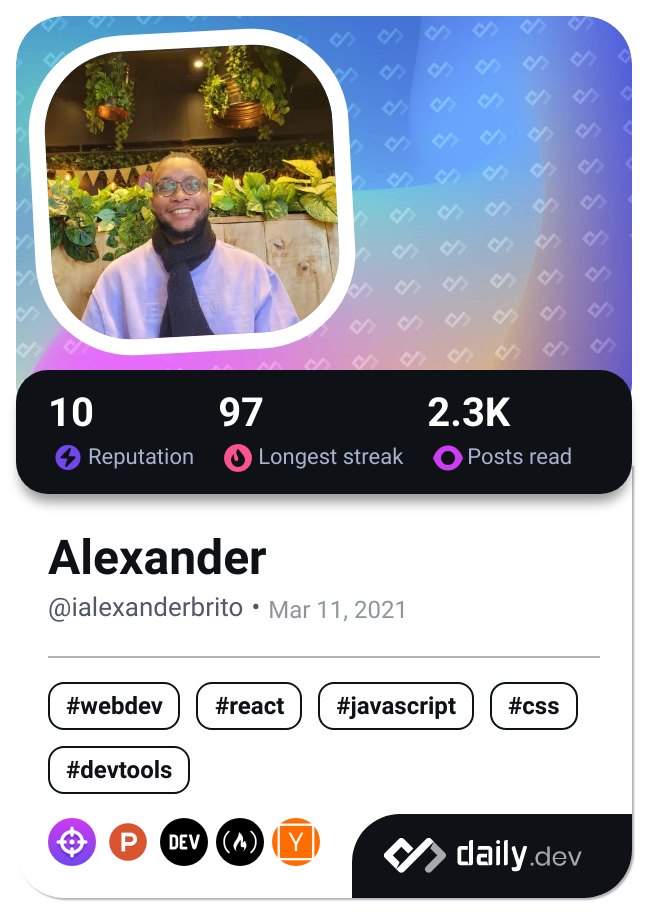 10 97 2.3K
Reputation Longest streak Posts read
Alexander
@ialexanderbrito • Mar 11, 2021
#webdev #react #javascript #css
#devtools
P DEV Y
daily.dev